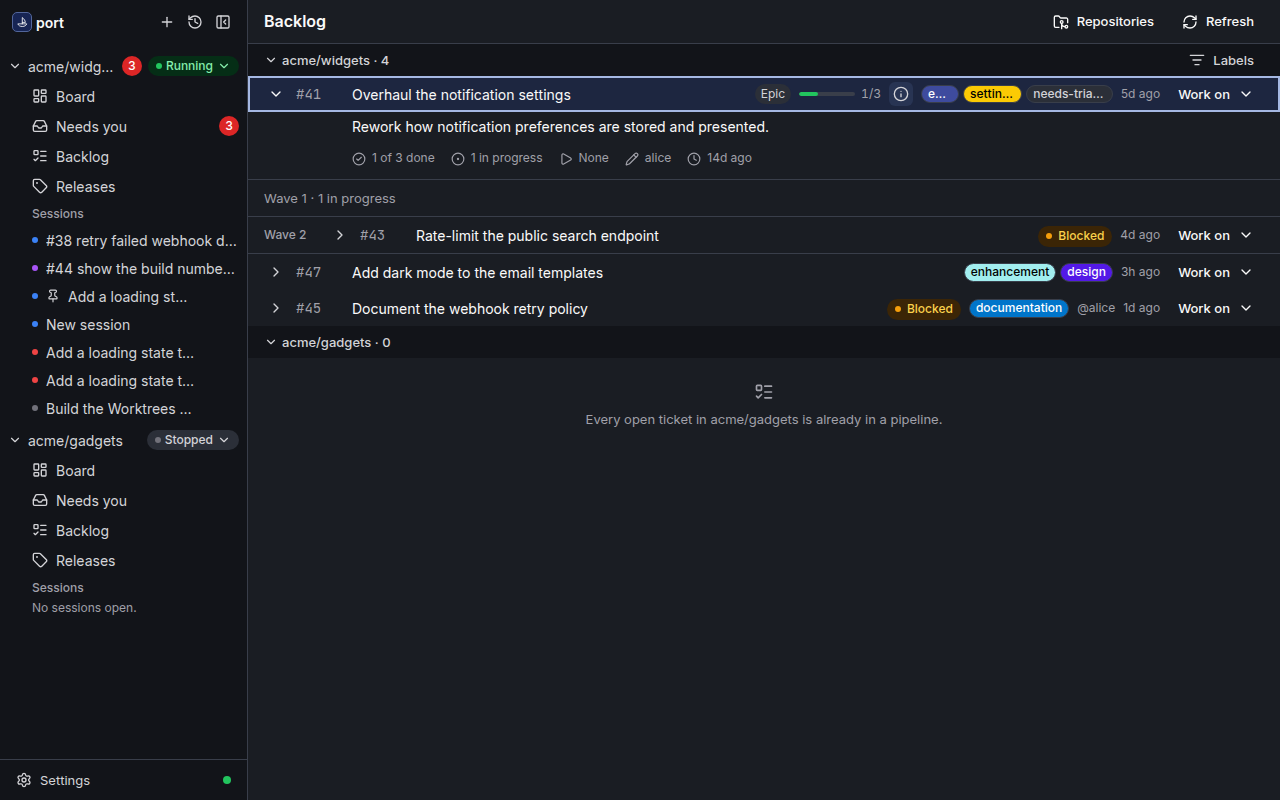 port
acme/widg... 3 Running
Board
Needs you 3
Backlog
Releases
Sessions
#38 retry failed webhook d...
#44 show the build numbe...
Add a loading st...
New session
Add a loading state t...
Add a loading state t...
Build the Worktrees ...
acme/gadgets Stopped
Board
Needs you
Backlog
Releases
Sessions
No sessions open.
Settings
Backlog Repositories Refresh
acme/widgets · 4 Labels
#41 Overhaul the notification settings Epic 1/3 e... settin... needs-tria... 5d ago Work on
Rework how notification preferences are stored and presented.
1 of 3 done 1 in progress None alice 14d ago
Wave 1 · 1 in progress
Wave 2 #43 Rate-limit the public search endpoint Blocked 4d ago Work on
#47 Add dark mode to the email templates enhancement design 3h ago Work on
#45 Document the webhook retry policy Blocked documentation @alice 1d ago Work on
acme/gadgets · 0
Every open ticket in acme/gadgets is already in a pipeline.